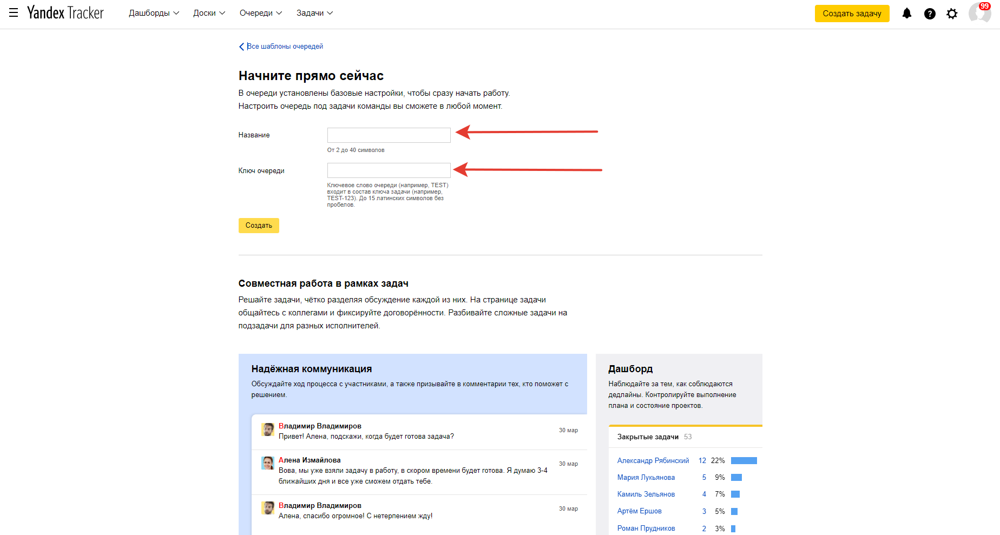 Yandex Tracker
Дашборды
Доски
Очереди
Задачи
Создать задачу
?
99
Все шаблоны очередей
Начните прямо сейчас
В очереди установлены базовые настройки, чтобы сразу начать работу.
Настроить очередь под задачи команды вы сможете в любой момент.
Название
От 2 до 40 символов
Ключ очереди
Ключевое слово очереди (например, TEST)
входит в состав ключа задачи (например,
TEST-123). До 15 латинских символов без
пробелов.
Создать
Совместная работа в рамках задач
Решайте задачи, чётко разделяя обсуждение каждой из них. На странице задачи
общайтесь с коллегами и фиксируйте договорённости. Разбивайте сложные задачи на
подзадачи для разных исполнителей.
Надёжная коммуникация
Обсуждайте ход процесса с участниками, а также призывайте в комментарии тех, кто поможет с
решением.
Владимир Владимиров
30 мар
Привет! Алена, подскажи, когда будет готова задача?
Алена Измайлова
30 мар
Вова, мы уже взяли задачу в работу, в скором времени будет готова. Я думаю 3-4
ближайших дня и все уже сможем отдать тебе.
Владимир Владимиров
30 мар
Алена, спасибо огромное! С нетерпением жду!
Дашборд
Наблюдайте за тем, как соблюдаются
дедлайны. Контролируйте выполнение
плана и состояние проектов.
Закрытые задачи 53
Александр Рябинский 12 22%
Мария Лукьянова 5 9%
Камиль Зельянов 4 7%
Артём Ершов 3 5%
Роман Прудников 2 3%